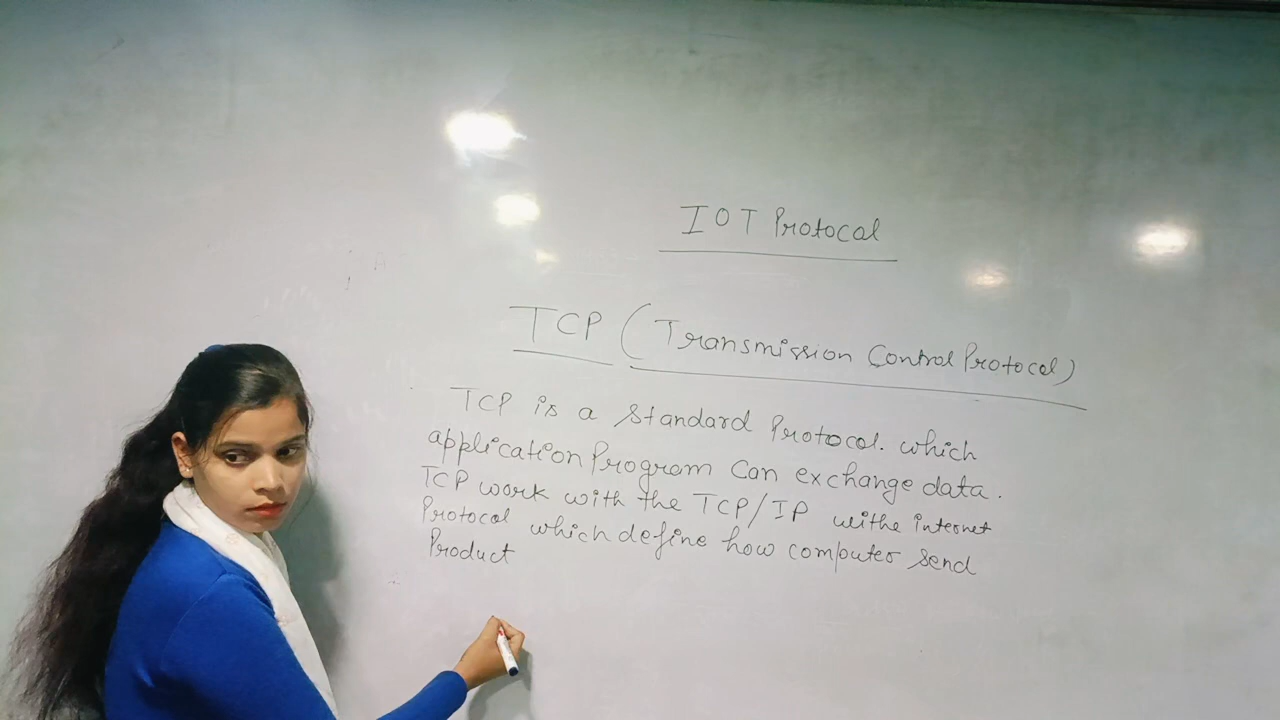 IOT Protocal
TCP (Transmission Control Protocol)
TCP is a standard Protocol. which
application Program can exchange data.
TCP work with the TCP/IP withe internet
Protocol which define how computer send
Product